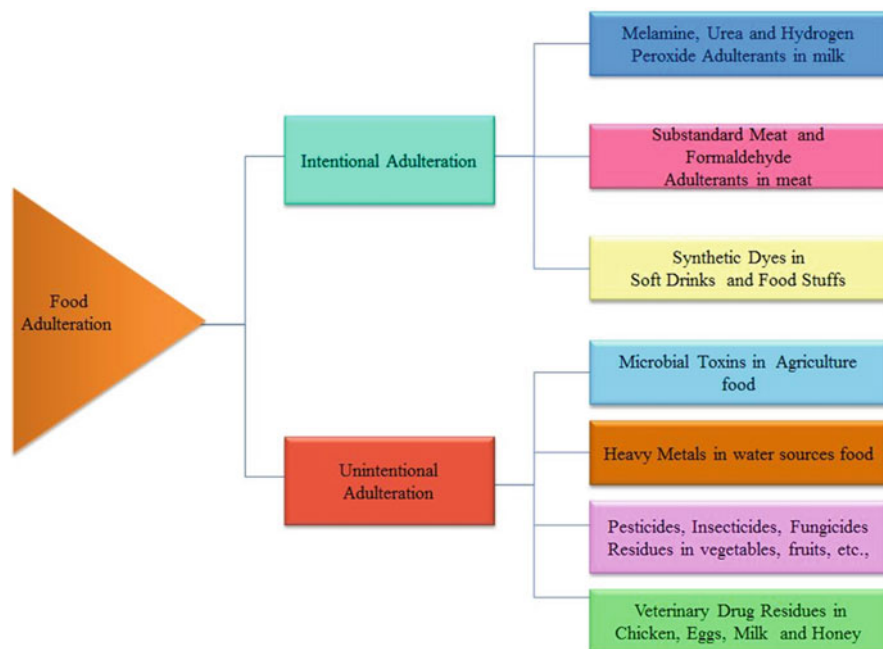 Food
Adulteration
Intentional Adulteration
Melamine, Urea and Hydrogen
Peroxide Adulterants in milk
Substandard Meat and
Formaldehyde
Adulterants in meat
Synthetic Dyes in
Soft Drinks and Food Stuffs
Unintentional
Adulteration
Microbial Toxins in Agriculture
food
Heavy Metals in water sources food
Pesticides, Insecticides, Fungicides
Residues in vegetables, fruits, etc.,
Veterinary Drug Residues in
Chicken, Eggs, Milk and Honey